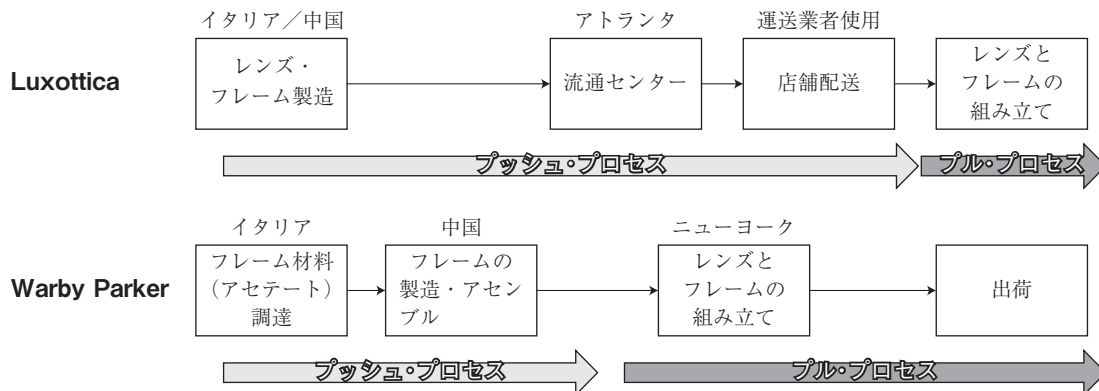 イタリア／中国
アトランタ
運送業者使用
Luxottica
レンズ・
フレーム製造
流通センター
店舗配送
レンズと
フレームの
組み立て
プッシュ・プロセス
プル・プロセス
イタリア
中国
ニューヨーク
Warby Parker
フレーム材料
（アセテート）
調達
フレームの
製造・アセン
ブル
レンズと
フレームの
組み立て
出荷
プッシュ・プロセス
プル・プロセス